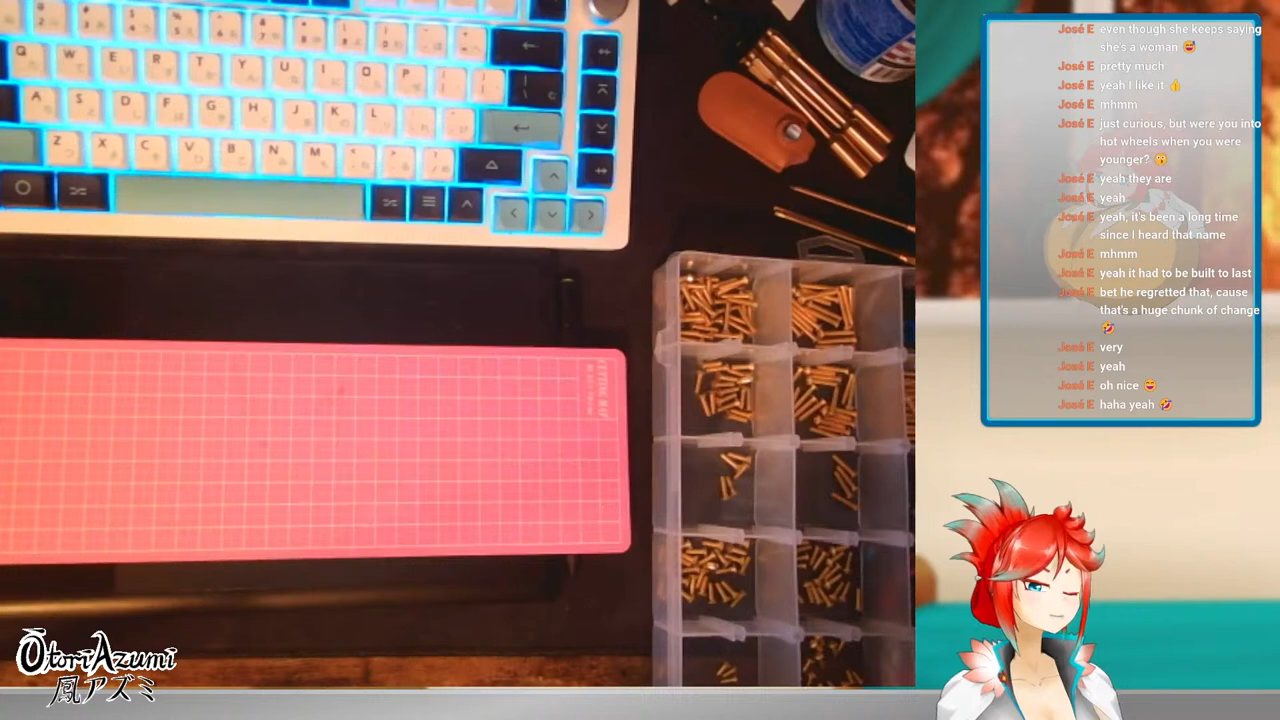 Q W E R T Y U I O P
A S D F G H J K L
Z X C V B N M
CUTTING MAT
ŌtoriAzumi
鳳アズミ
José E even though she keeps saying
she's a woman 😅
José E pretty much
José E yeah I like it 👍
José E mhmm
José E just curious, but were you into
hot wheels when you were
younger? 🤭
José E yeah they are
José E yeah
José E yeah, it's been a long time
since I heard that name
José E mhmm
José E yeah it had to be built to last
José E bet he regretted that, cause
that's a huge chunk of change
🤣
José E very
José E yeah
José E oh nice 😄
José E haha yeah 🤣